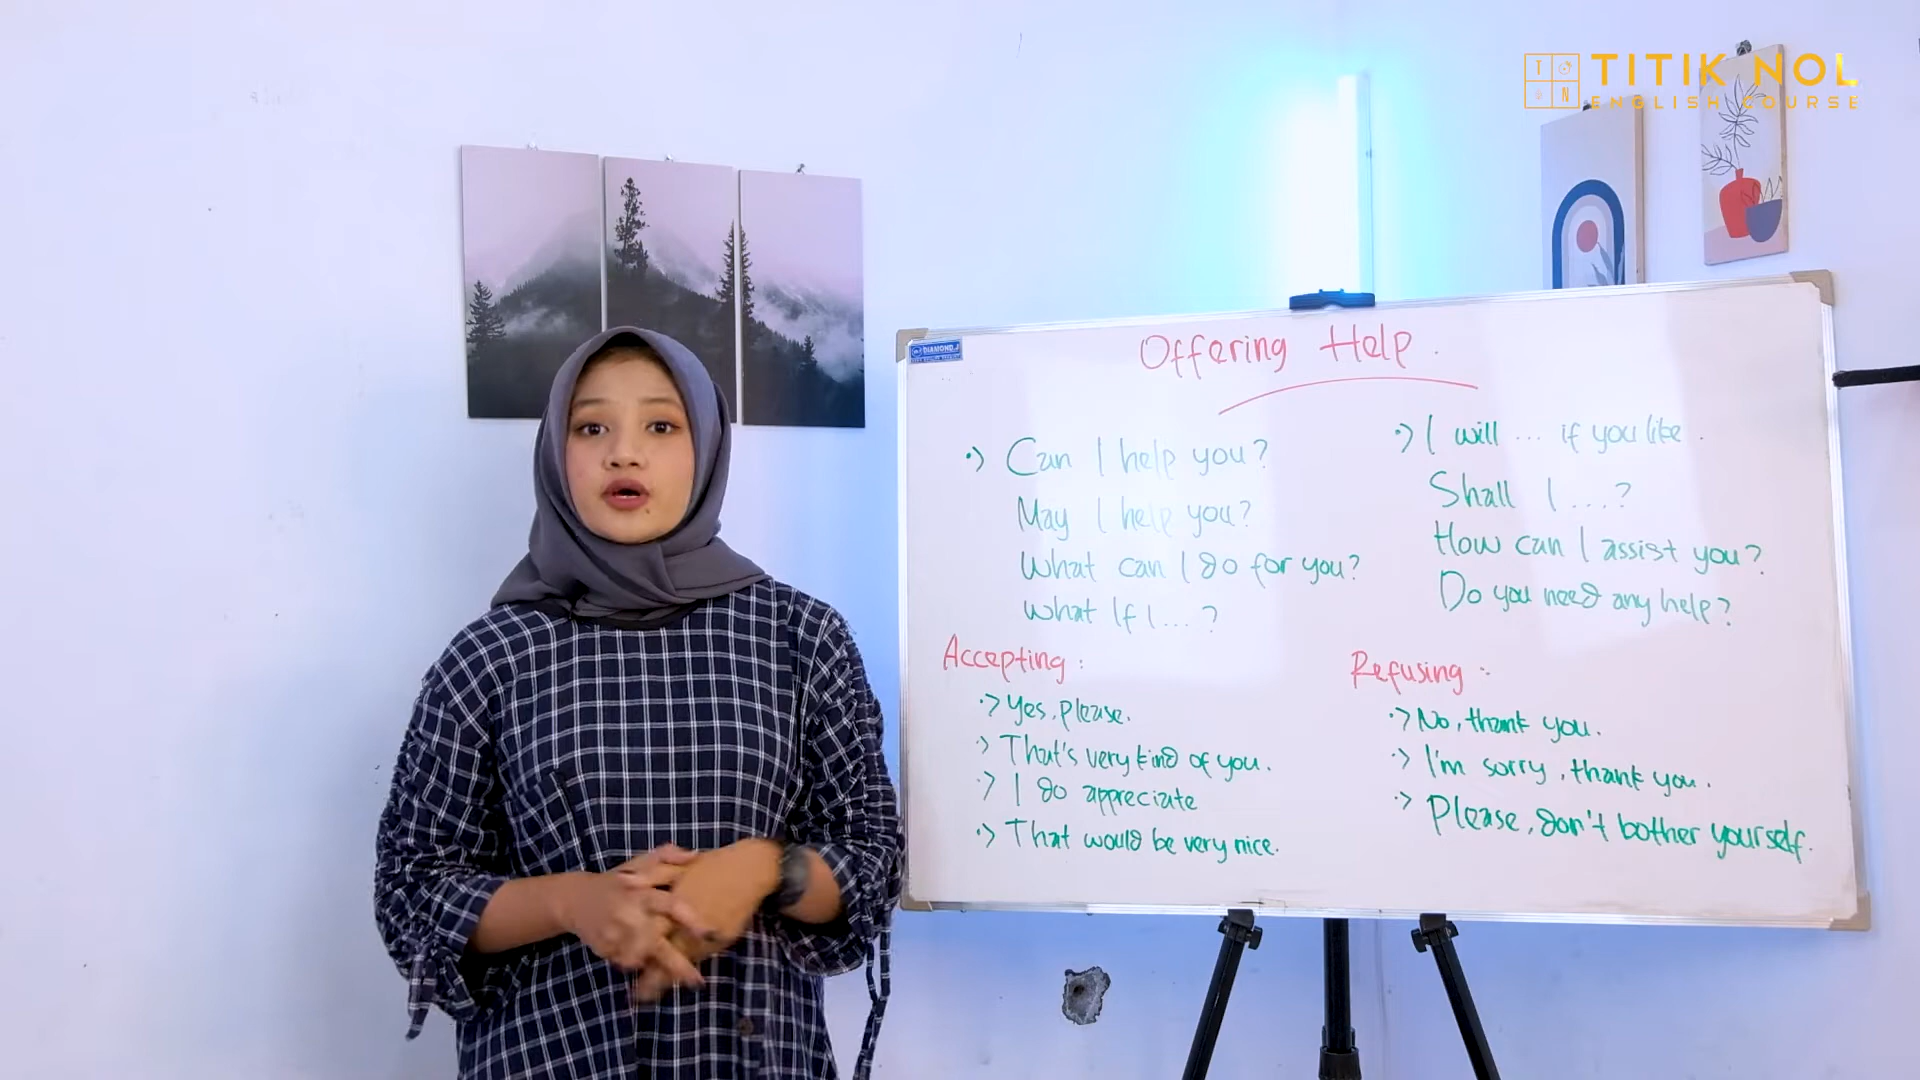 TITIK NOL
ENGLISH COURSE
T
N
DIAMOND
Offering Help.
•> Can I help you?
May I help you?
What can I do for you?
What If I...?
•> I will ... if you like.
Shall I ....?
How can I assist you?
Do you need any help?
Accepting :
•> Yes, please.
•> That's very kind of you.
•> I do appreciate
•> That would be very nice.
Refusing :
•> No, thank you.
•> I'm sorry, thank you.
•> Please, don't bother yourself.